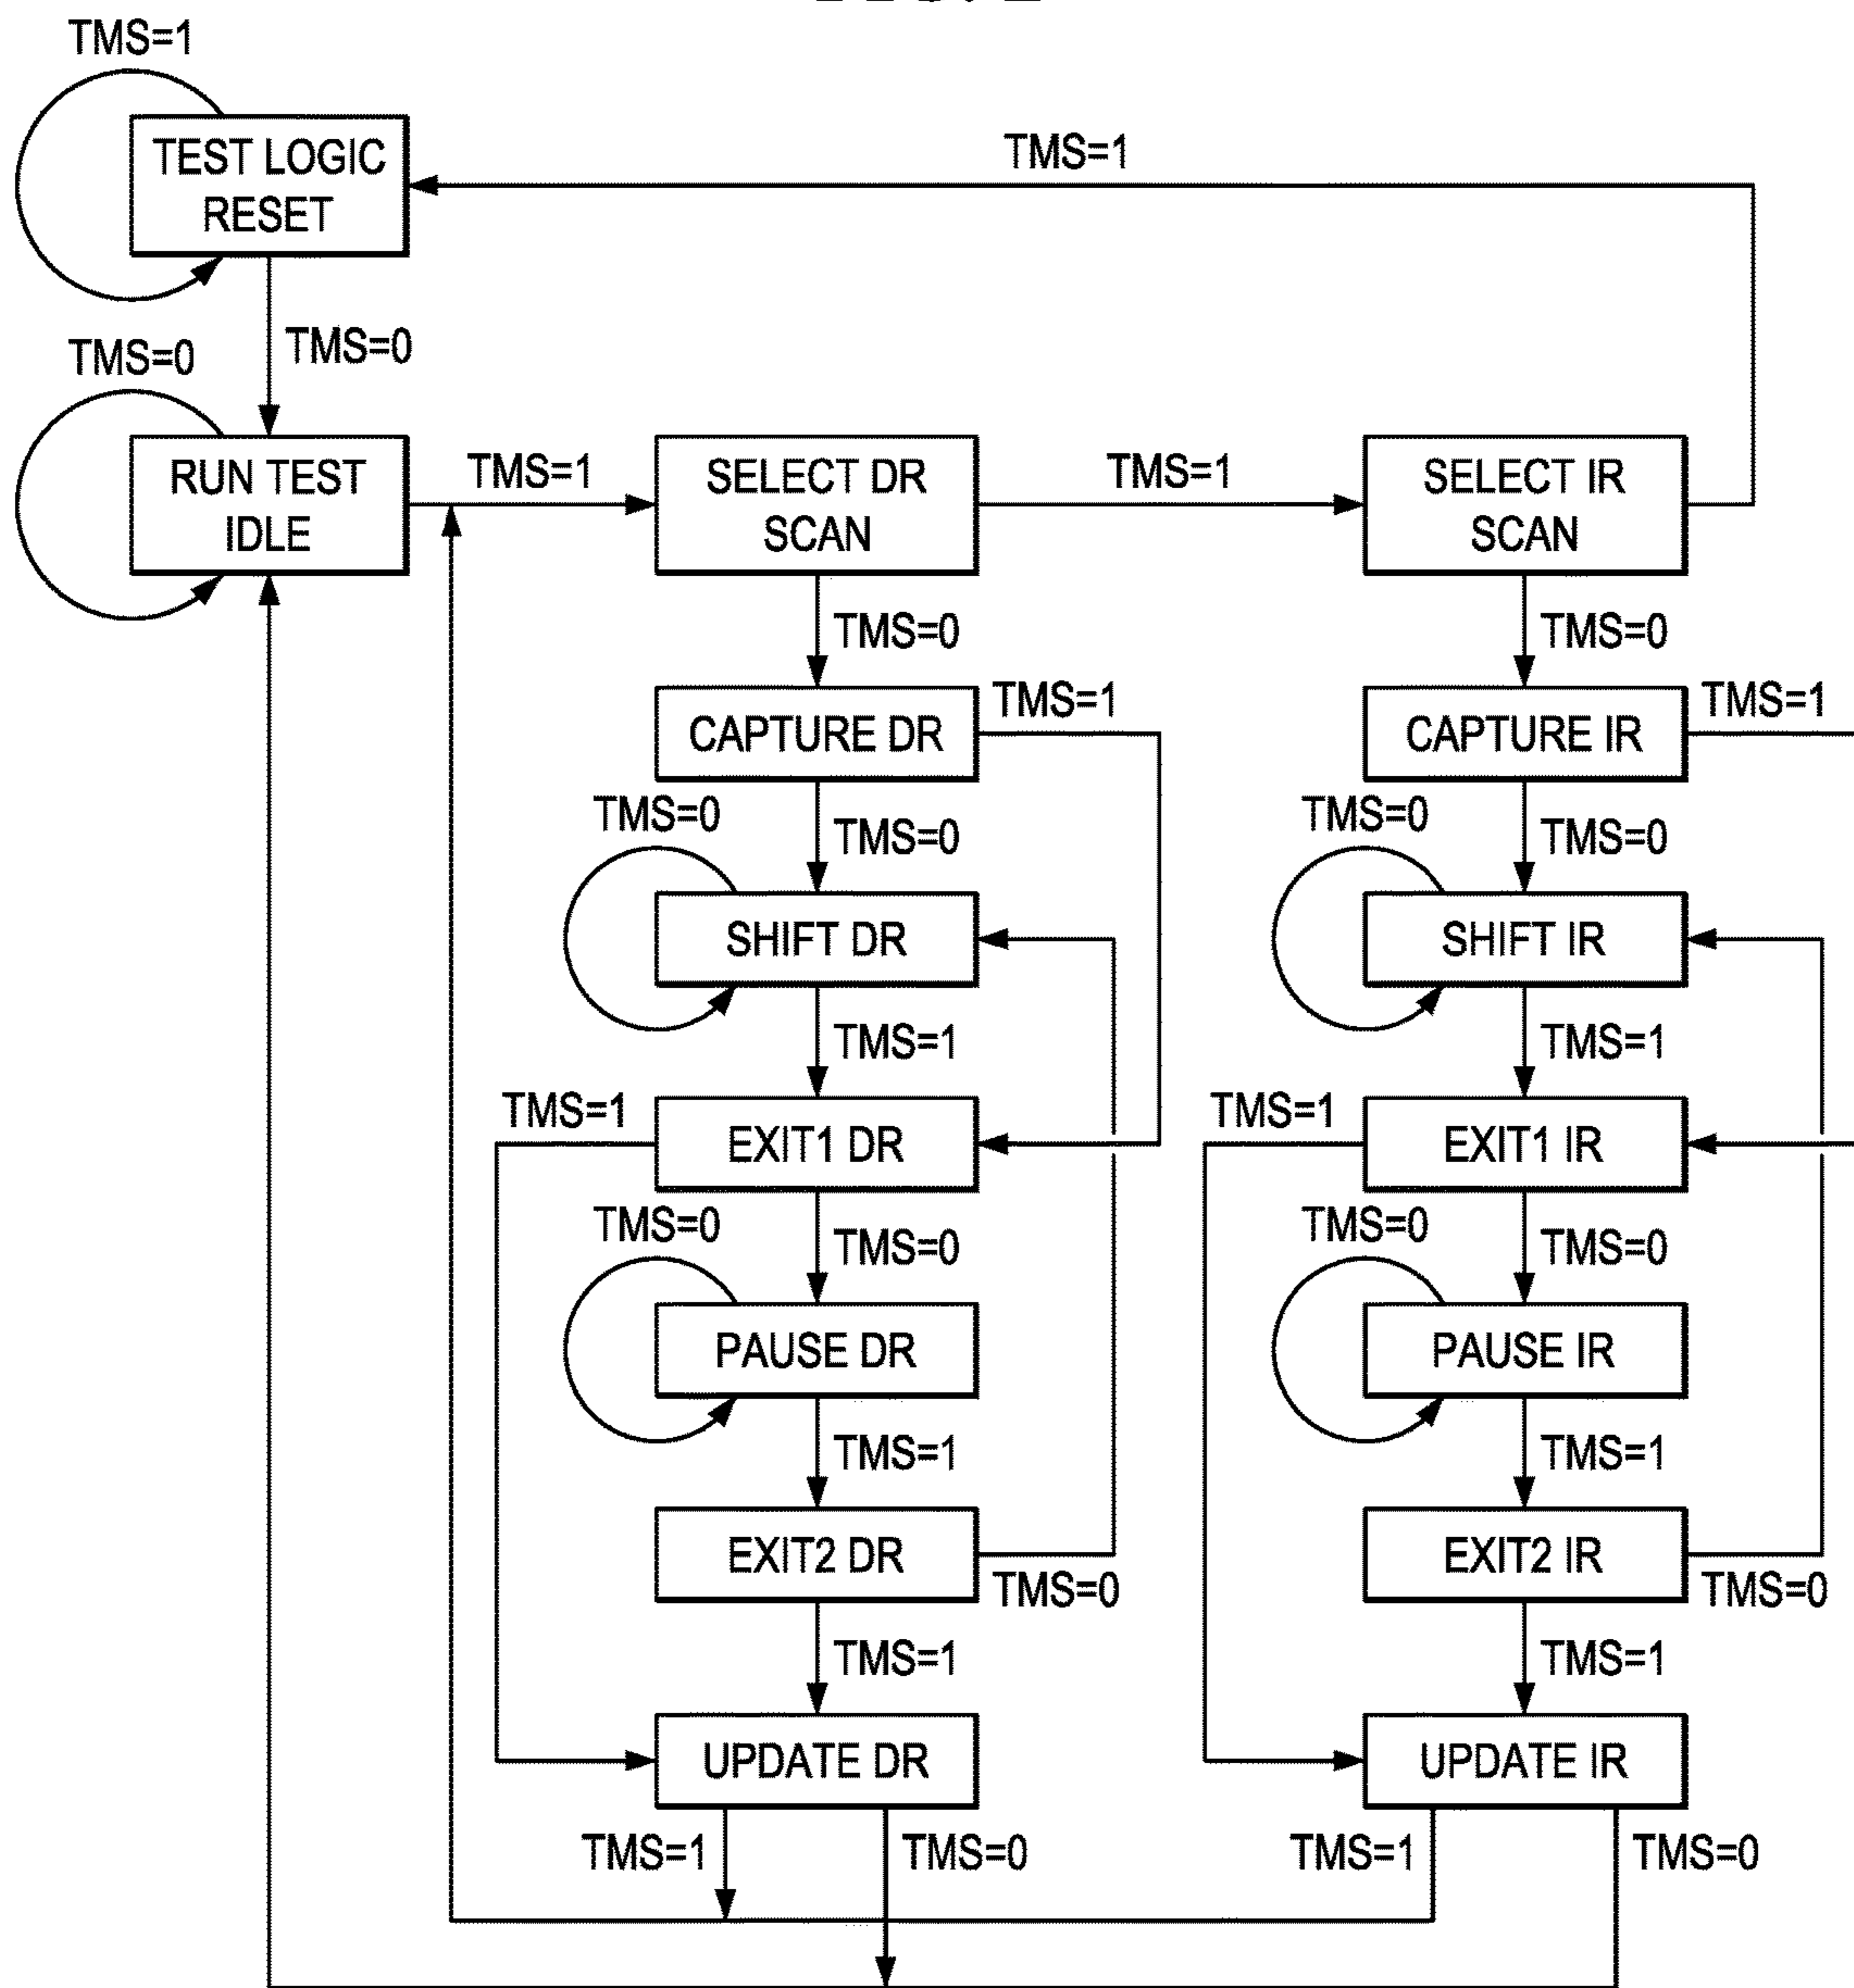 TMS=1
TEST LOGIC
RESET
TMS=1
TMS=0
TMS=0
RUN TEST
IDLE
TMS=1
SELECT DR
SCAN
TMS=1
SELECT IR
SCAN
TMS=0
TMS=0
CAPTURE DR
TMS=1
CAPTURE IR
TMS=1
TMS=0
TMS=0
TMS=0
TMS=0
SHIFT DR
SHIFT IR
TMS=1
TMS=1
TMS=1
EXIT1 DR
TMS=1
EXIT1 IR
TMS=0
TMS=0
TMS=0
TMS=0
PAUSE DR
PAUSE IR
TMS=1
TMS=1
EXIT2 DR
TMS=0
EXIT2 IR
TMS=0
TMS=1
TMS=1
UPDATE DR
UPDATE IR
TMS=1
TMS=0
TMS=1
TMS=0